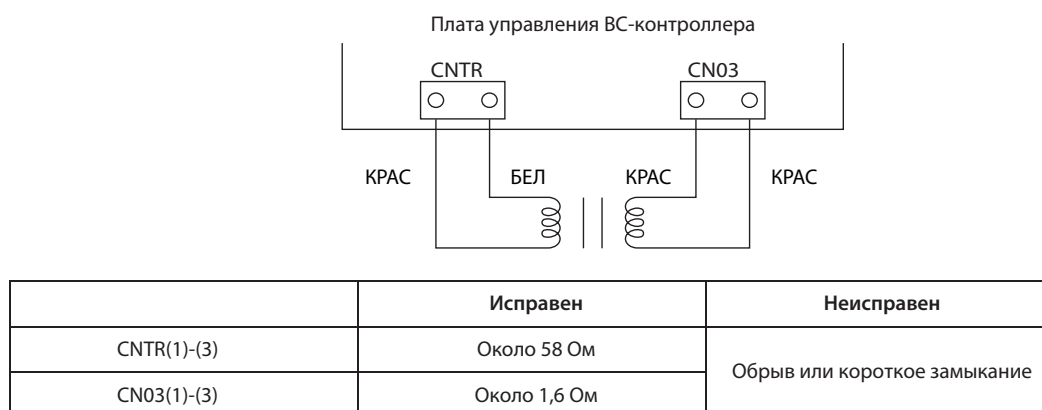 Плата управления BC-контроллера
CNTR CN03
КРАС БЕЛ КРАС КРАС
Исправен Неисправен
CNTR(1)-(3) Около 58 Ом Обрыв или короткое замыкание
CN03(1)-(3) Около 1,6 Ом